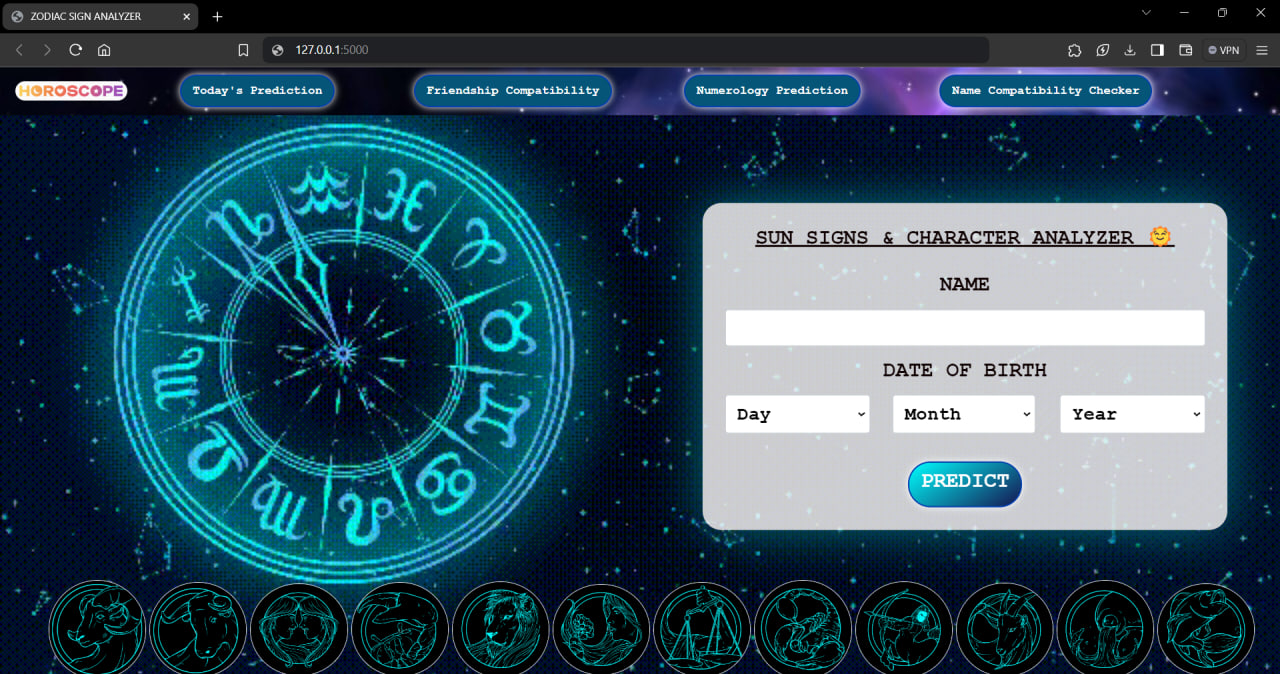 ZODIAC SIGN ANALYZER
127.0.0.1:5000
VPN
HOROSCOPE
Today's Prediction
Friendship Compatibility
Numerology Prediction
Name Compatibility Checker
SUN SIGNS & CHARACTER ANALYZER 🌞
NAME
DATE OF BIRTH
Day
Month
Year
PREDICT